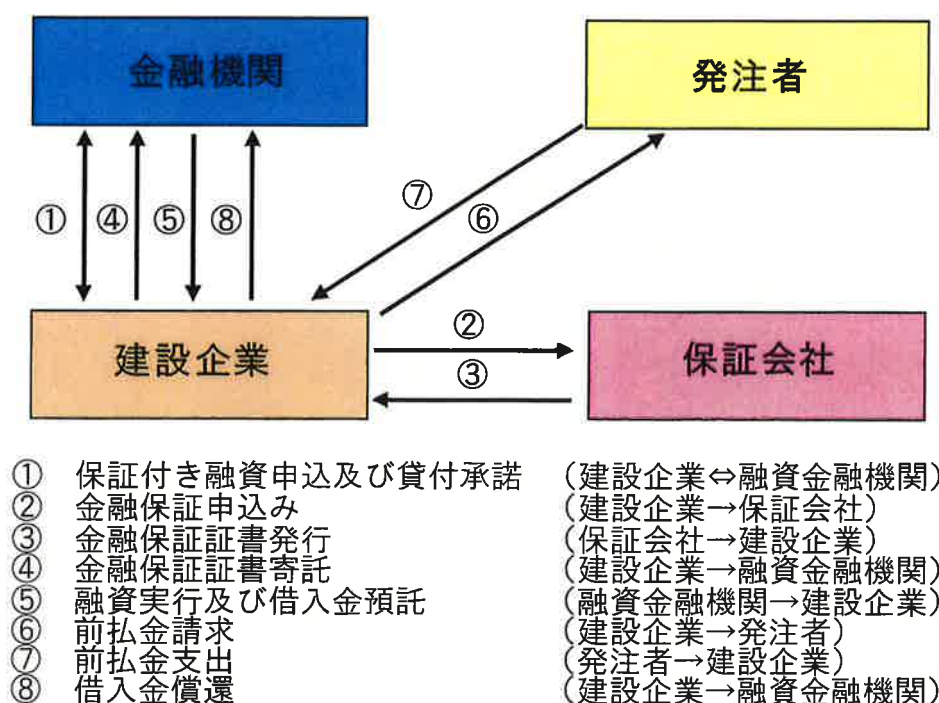 金融機関
発注者
① ④ ⑤ ⑧
⑦
⑥
建設企業
②
③
保証会社
① 保証付き融資申込及び貸付承諾 (建設企業⇔融資金融機関)
② 金融保証申込み (建設企業→保証会社)
③ 金融保証証書発行 (保証会社→建設企業)
④ 金融保証証書寄託 (建設企業→融資金融機関)
⑤ 融資実行及び借入金預託 (融資金融機関→建設企業)
⑥ 前払金請求 (建設企業→発注者)
⑦ 前払金支出 (発注者→建設企業)
⑧ 借入金償還 (建設企業→融資金融機関)